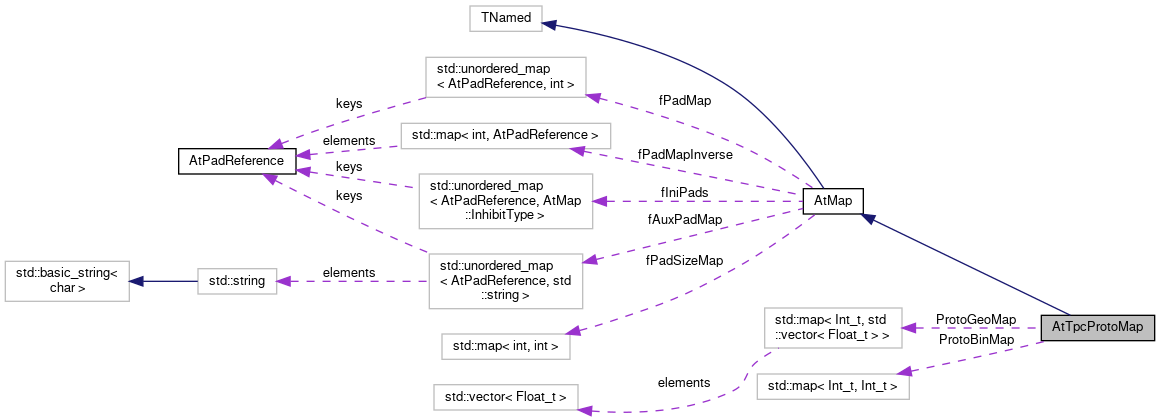 TNamed
std::unordered_map
< AtPadReference, int >
fPadMap
keys
std::map< int, AtPadReference >
elements
fPadMapInverse
AtPadReference
keys
std::unordered_map
< AtPadReference, AtMap
::InhibitType >
fIniPads
AtMap
keys
fAuxPadMap
std::unordered_map
< AtPadReference, std
::string >
fPadSizeMap
std::basic_string<
char >
std::string
elements
std::map< Int_t, std
::vector< Float_t > >
ProtoGeoMap
AtTpcProtoMap
ProtoBinMap
std::map< int, int >
elements
std::map< Int_t, Int_t >
std::vector< Float_t >